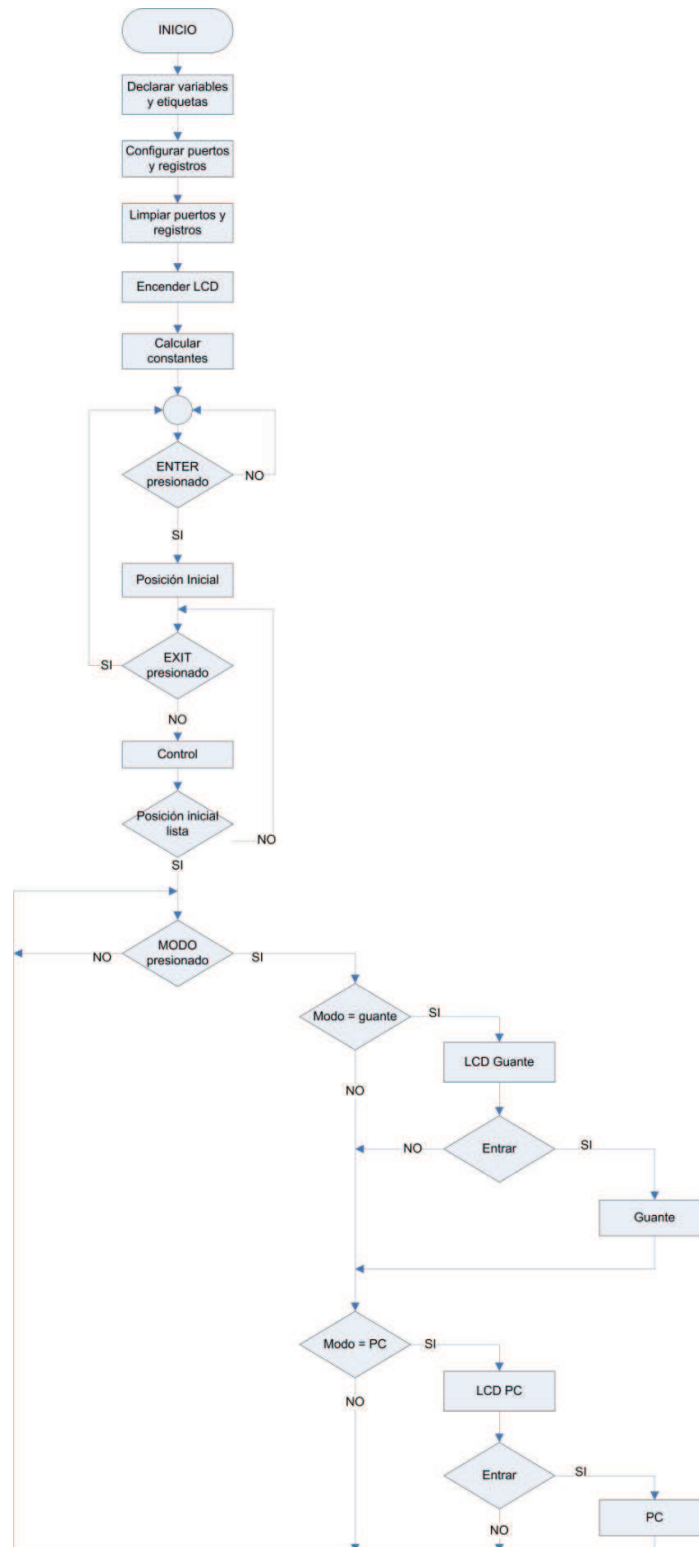 INICIO
Declarar variables
y etiquetas
Configurar puertos
y registros
Limpiar puertos y
registros
Encender LCD
Calcular
constantes
ENTER
presionado
NO
SI
Posición Inicial
EXIT
presionado
SI
NO
Control
Posición inicial
lista
NO
SI
MODO
presionado
NO
SI
Modo = guante
SI
LCD Guante
NO
Entrar
NO
SI
Guante
Modo = PC
SI
LCD PC
NO
Entrar
SI
PC
NO